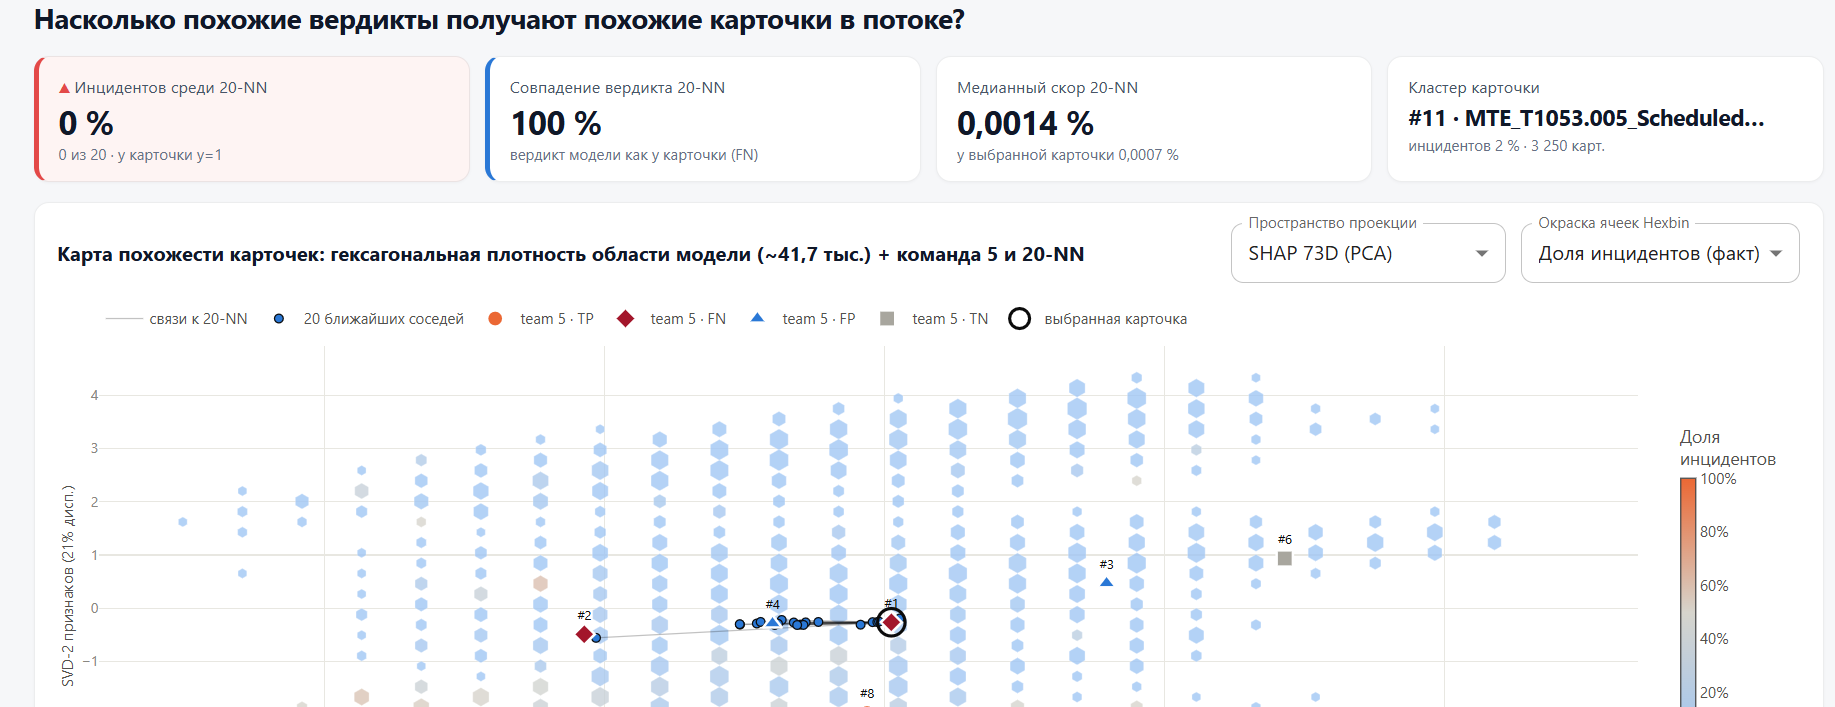 Насколько похожие вердикты получают похожие карточки в потоке?
▲ Инцидентов среди 20-NN
0 %
0 из 20 · у карточки y=1
Совпадение вердикта 20-NN
100 %
вердикт модели как у карточки (FN)
Медианный скор 20-NN
0,0014 %
у выбранной карточки 0,0007 %
Кластер карточки
#11 · MTE_T1053.005_Scheduled...
инцидентов 2 % · 3 250 карт.
Карта похожести карточек: гексагональная плотность области модели (~41,7 тыс.) + команда 5 и 20-NN
Пространство проекции
SHAP 73D (PCA)
Окраска ячеек Hexbin
Доля инцидентов (факт)
связи к 20-NN
20 ближайших соседей
team 5 · TP
team 5 · FN
team 5 · FP
team 5 · TN
выбранная карточка
4
3
2
1
0
−1
SVD-2 признаков (21% дисп.)
#2
#4
#1
#3
#6
#8
Доля
инцидентов
100%
80%
60%
40%
20%